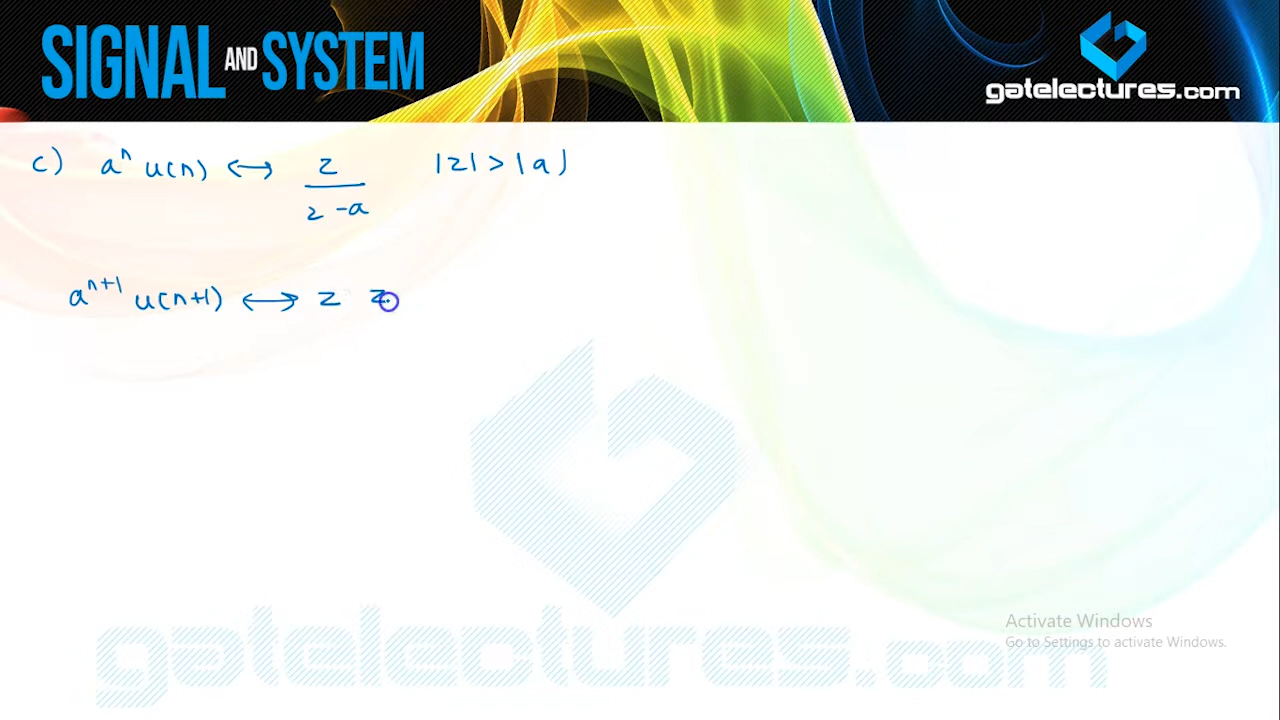 SIGNAL AND SYSTEM
gatelectures.com
c) aⁿ u(n) ↔ z / (z - a) |z| > |a|
aⁿ⁺¹ u(n+1) ↔ z z
gatelectures.com
Activate Windows
Go to Settings to activate Windows.